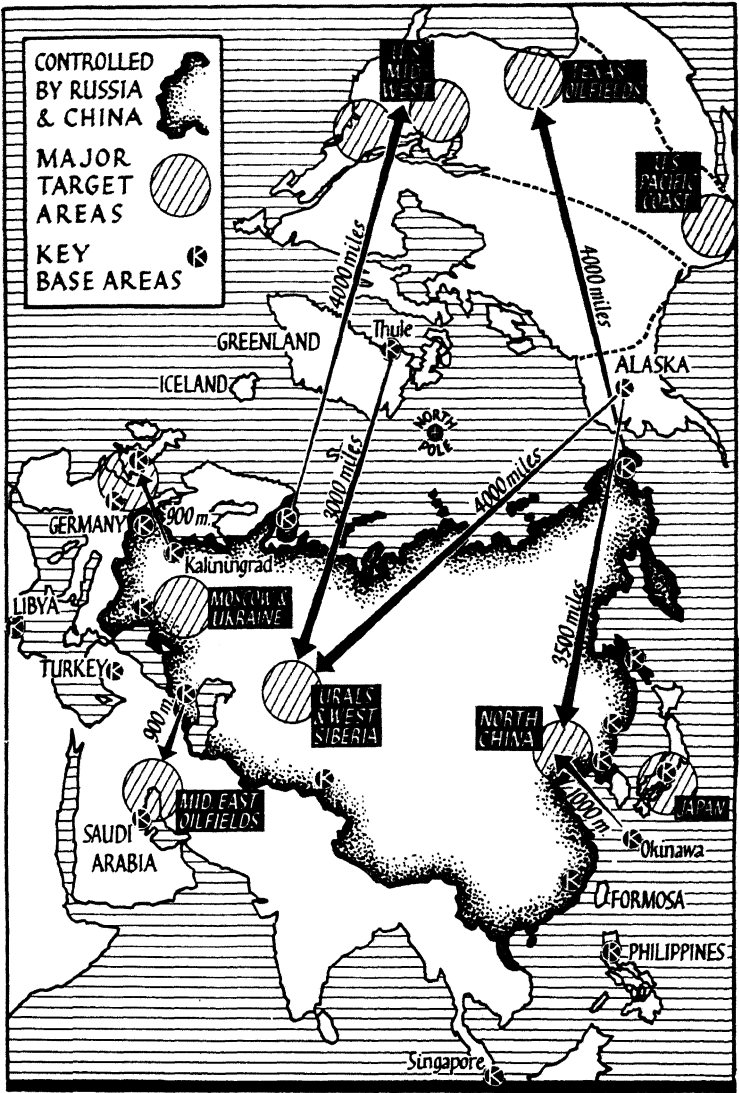 CONTROLLED
BY RUSSIA
& CHINA
MAJOR
TARGET
AREAS
KEY
BASE AREAS
K
U.S.
MID
WEST
TEXAS
OILFIELDS
U.S.
PACIFIC
COAST
4000 miles
4000 miles
GREENLAND
Thule
K
ICELAND
ALASKA
K
NORTH
POLE
3000 miles
4000 miles
K
K
K
K
GERMANY
K
900 m.
K
Kaliningrad
K
LIBYA
K
K
MOSCOW &
UKRAINE
3500 miles
TURKEY
K
K
K
900 m.
URALS
& WEST
SIBERIA
NORTH
CHINA
K
K
K
K
JAPAN
MID. EAST
OILFIELDS
K
SAUDI
ARABIA
1,000 m.
K
Okinawa
K
FORMOSA
K
PHILIPPINES
Singapore
K